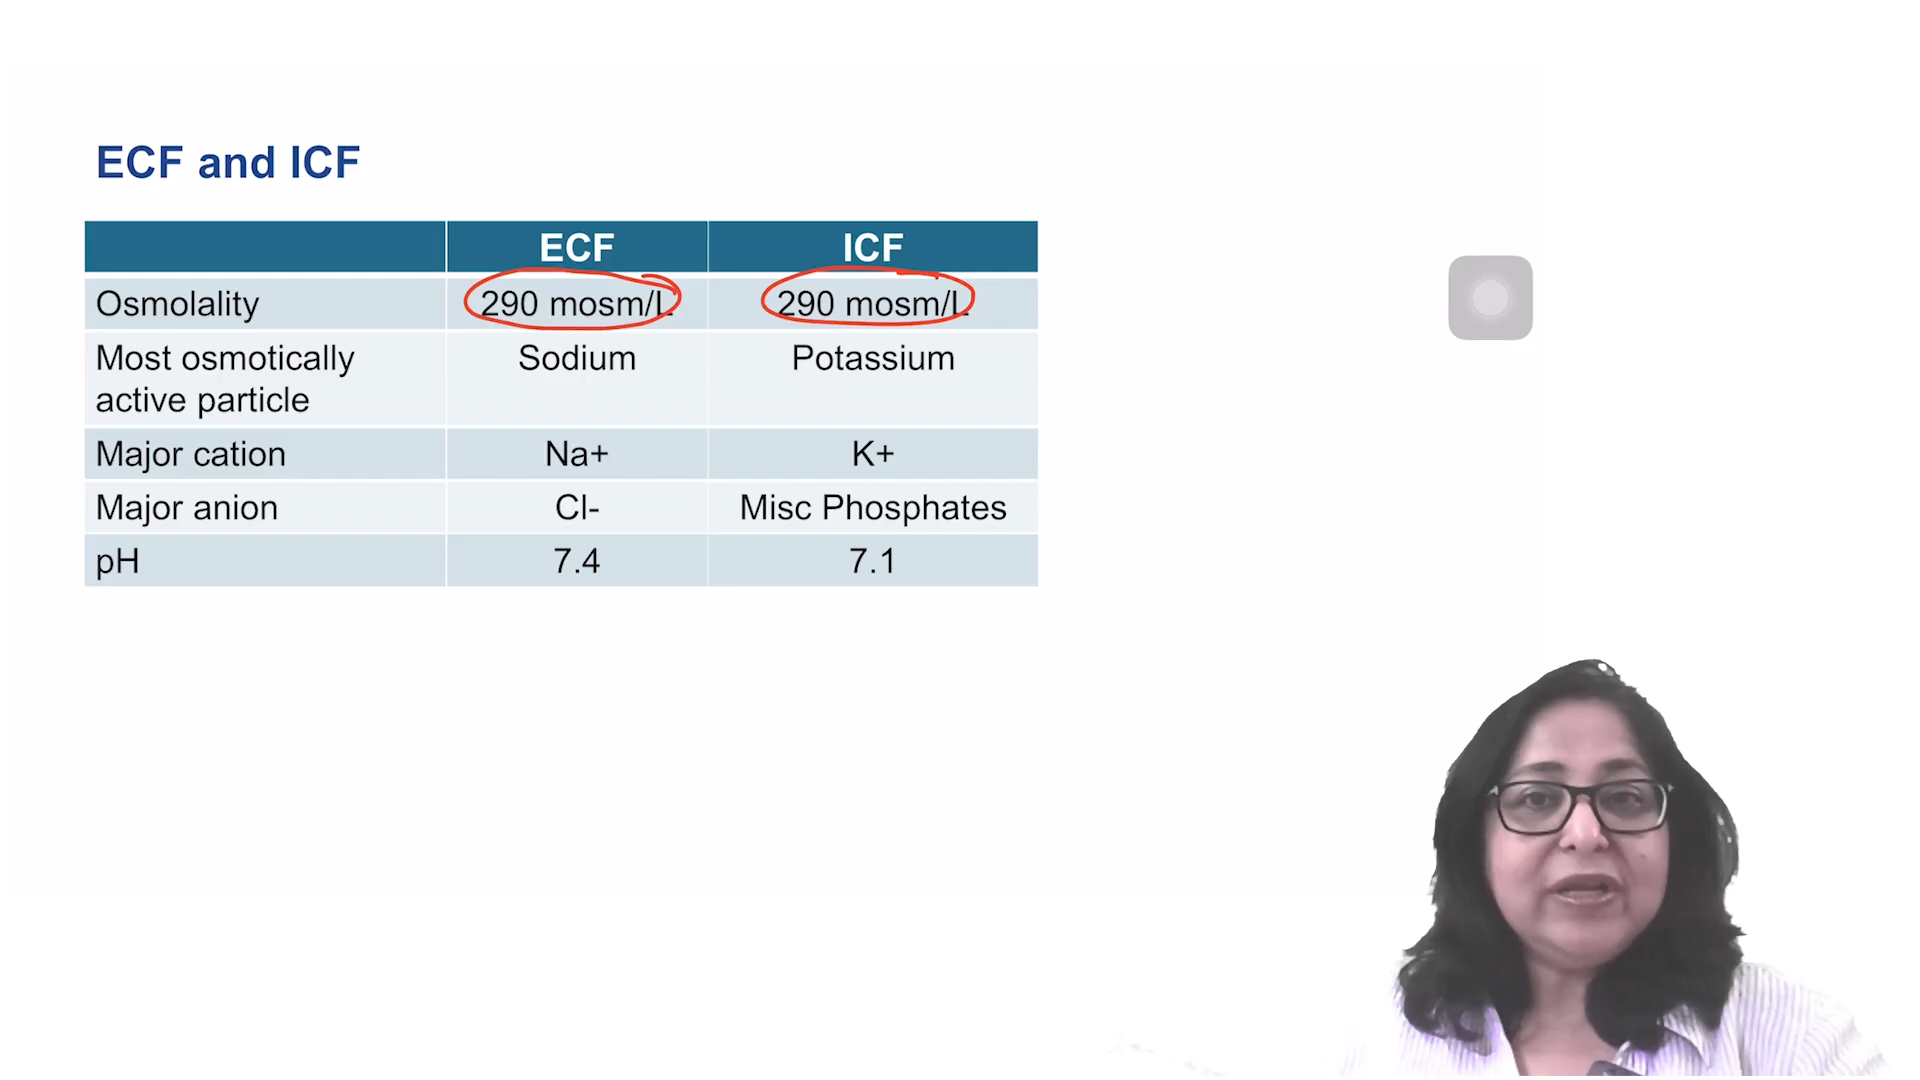 ECF and ICF
ECF ICF
Osmolality 290 mosm/L 290 mosm/L
Most osmotically Sodium Potassium
active particle
Major cation Na+ K+
Major anion Cl- Misc Phosphates
pH 7.4 7.1